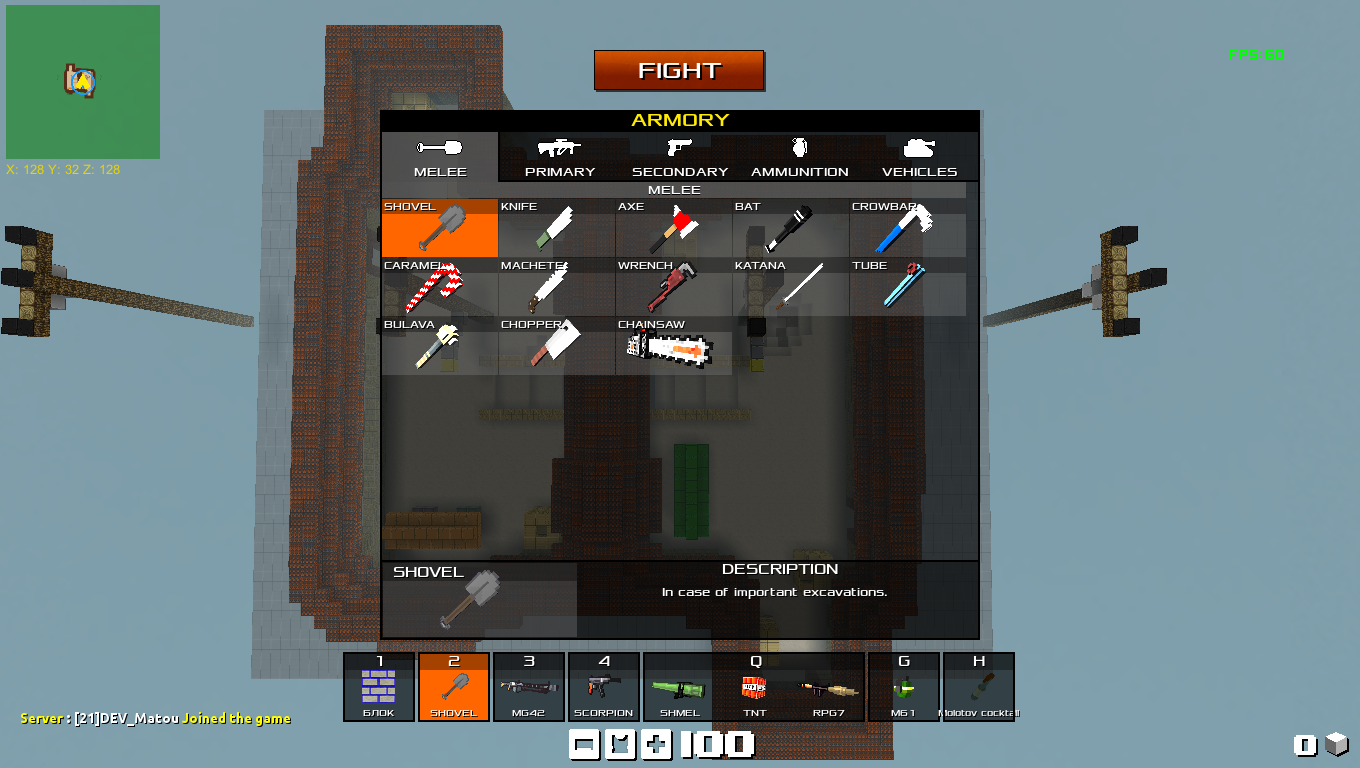 FPS:60
FIGHT
ARMORY
MELEE PRIMARY SECONDARY AMMUNITION VEHICLES
X: 128 Y: 32 Z: 128
MELEE
SHOVEL KNIFE AXE BAT CROWBAR
CARAMEL MACHETE WRENCH KATANA TUBE
BULAVA CHOPPER CHAINSAW
SHOVEL
DESCRIPTION
In case of important excavations.
1 2 3 4 Q G H
БЛОК SHOVEL MG42 SCORPION SHMEL TNT RPG7 M61 Molotov cocktail
Server : [21]DEV_Matou Joined the game
100
0